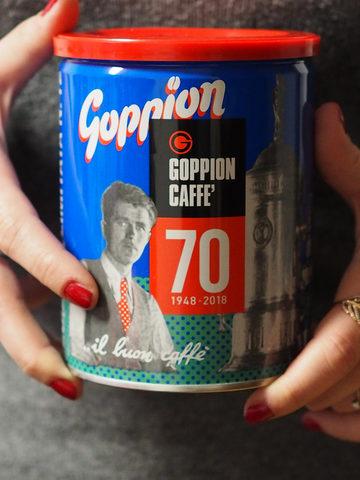 Goppion
GOPPION
CAFFE'
70
1948-2018
...il buon caffè